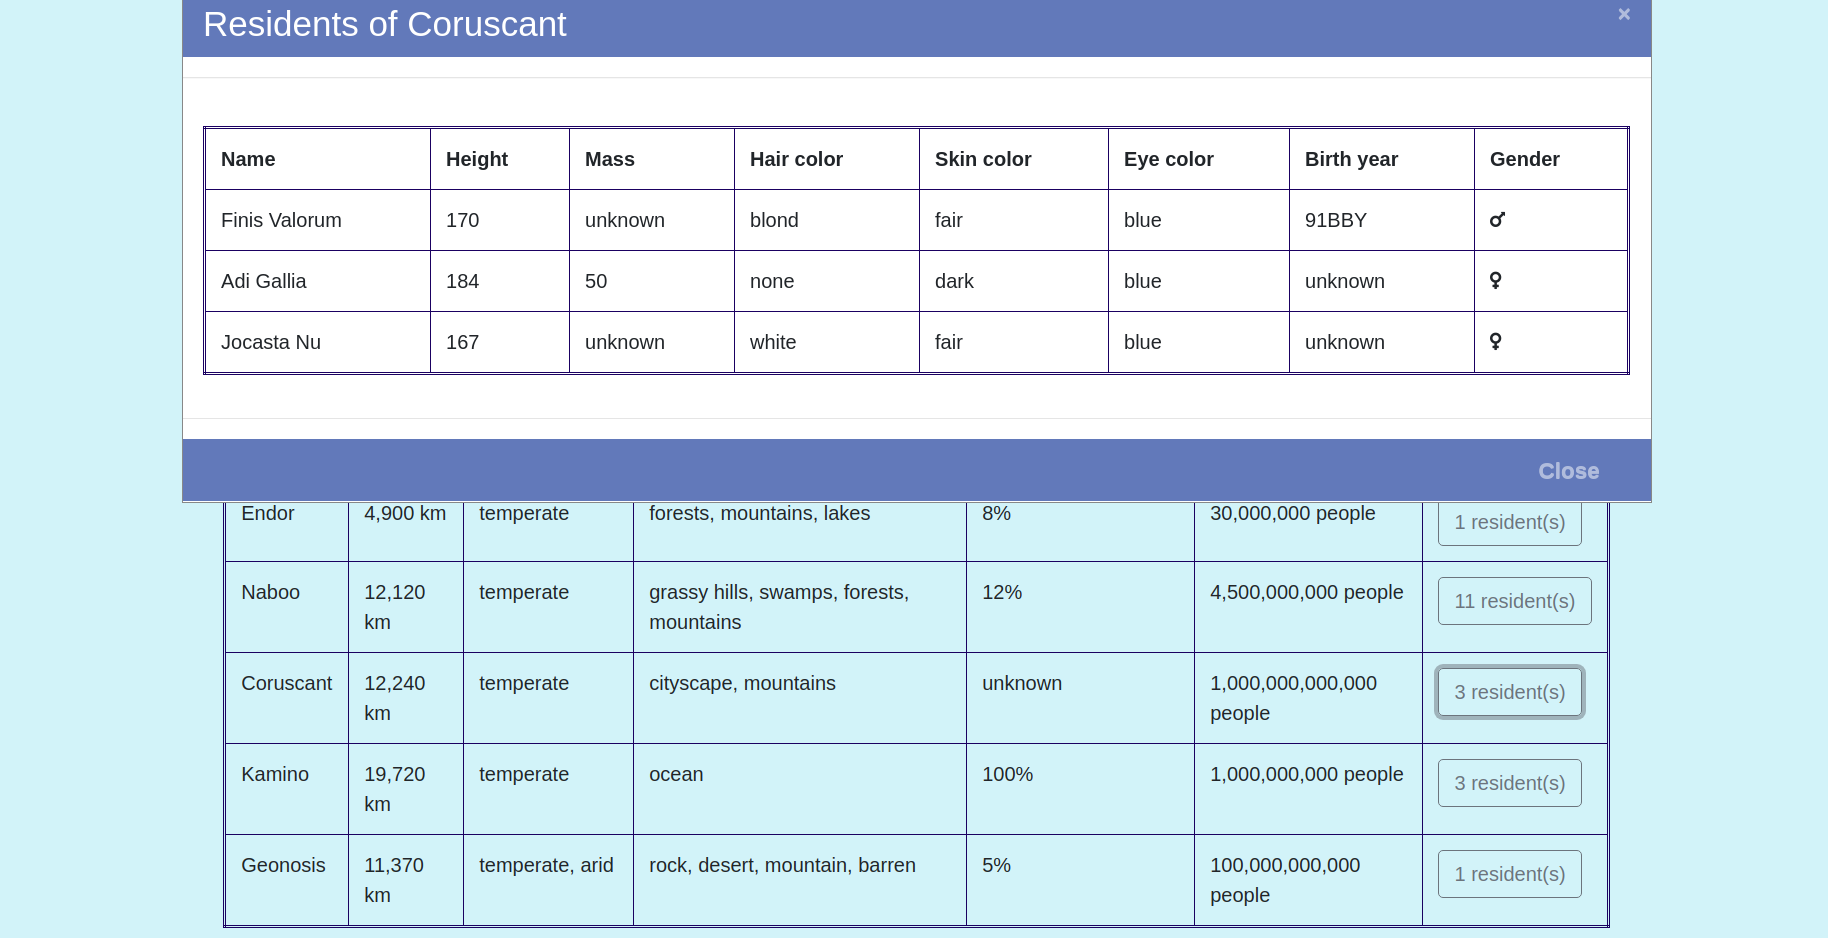 Residents of Coruscant ×
Name Height Mass Hair color Skin color Eye color Birth year Gender
Finis Valorum 170 unknown blond fair blue 91BBY ♂
Adi Gallia 184 50 none dark blue unknown ♀
Jocasta Nu 167 unknown white fair blue unknown ♀
Close
Endor 4,900 km temperate forests, mountains, lakes 8% 30,000,000 people 1 resident(s)
Naboo 12,120 temperate grassy hills, swamps, forests, 12% 4,500,000,000 people 11 resident(s)
km mountains
Coruscant 12,240 temperate cityscape, mountains unknown 1,000,000,000,000 3 resident(s)
km people
Kamino 19,720 temperate ocean 100% 1,000,000,000 people 3 resident(s)
km
Geonosis 11,370 temperate, arid rock, desert, mountain, barren 5% 100,000,000,000 1 resident(s)
km people